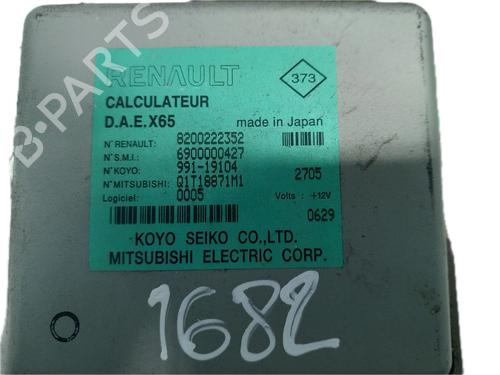 RENAULT
373
CALCULATEUR
D.A.E.X65
made in Japan
N° RENAULT: 8200222352
N° S.M.I.: 6900000427
N° KOYO: 991-19104 2705
N° MITSUBISHI: Q1T18871M1
Logiciel: 0005 Volts : +12V
0629
KOYO SEIKO CO.,LTD.
MITSUBISHI ELECTRIC CORP.
1682
B-PARTS
B-PARTS